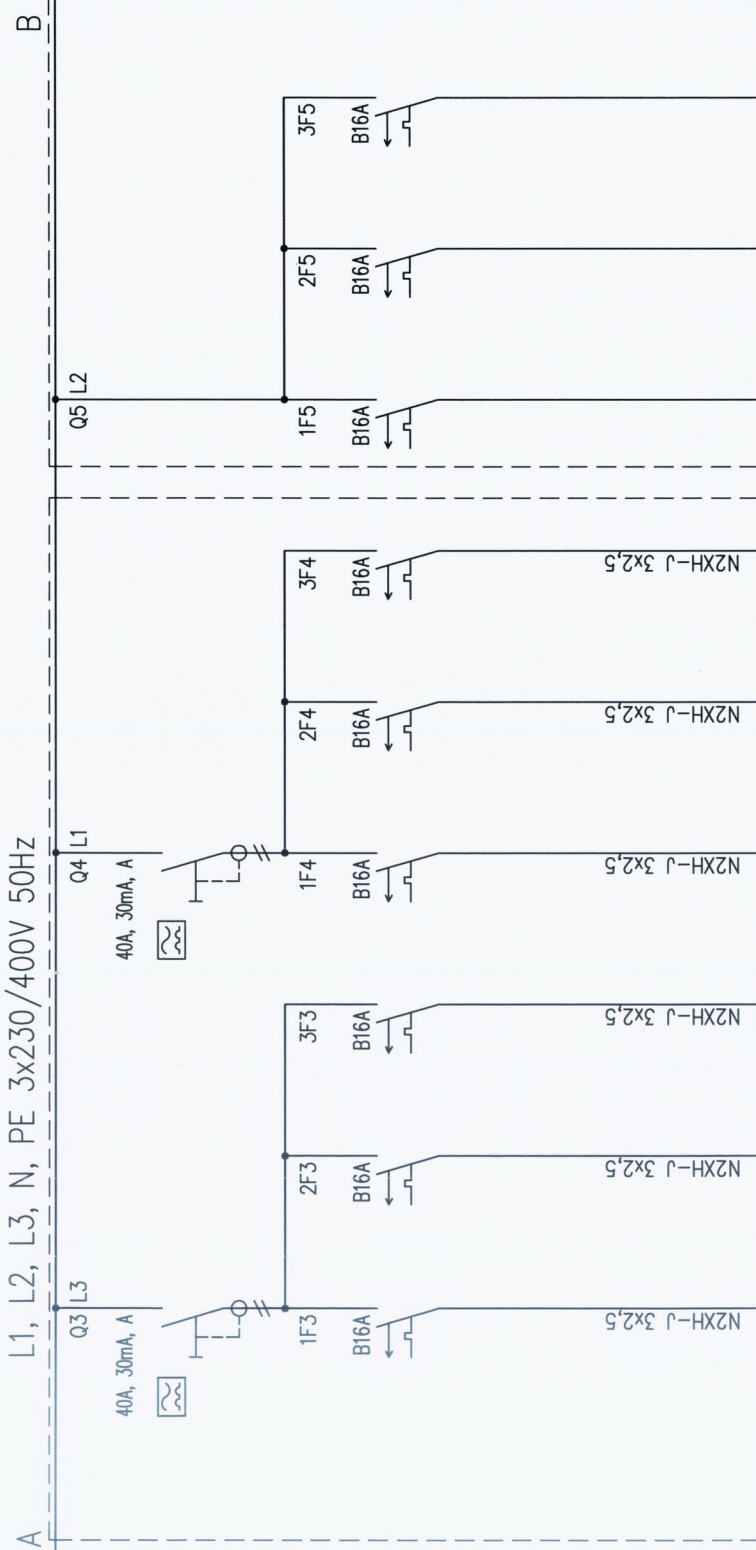 L1, L2, L3, N, PE 3x230/400V 50Hz
A
B
Q3 L3
40A, 30mA, A
1F3
B16A
N2XH-J 3x2,5
2F3
B16A
N2XH-J 3x2,5
3F3
B16A
N2XH-J 3x2,5
Q4 L1
40A, 30mA, A
1F4
B16A
N2XH-J 3x2,5
2F4
B16A
N2XH-J 3x2,5
3F4
B16A
N2XH-J 3x2,5
Q5 L2
1F5
B16A
2F5
B16A
3F5
B16A